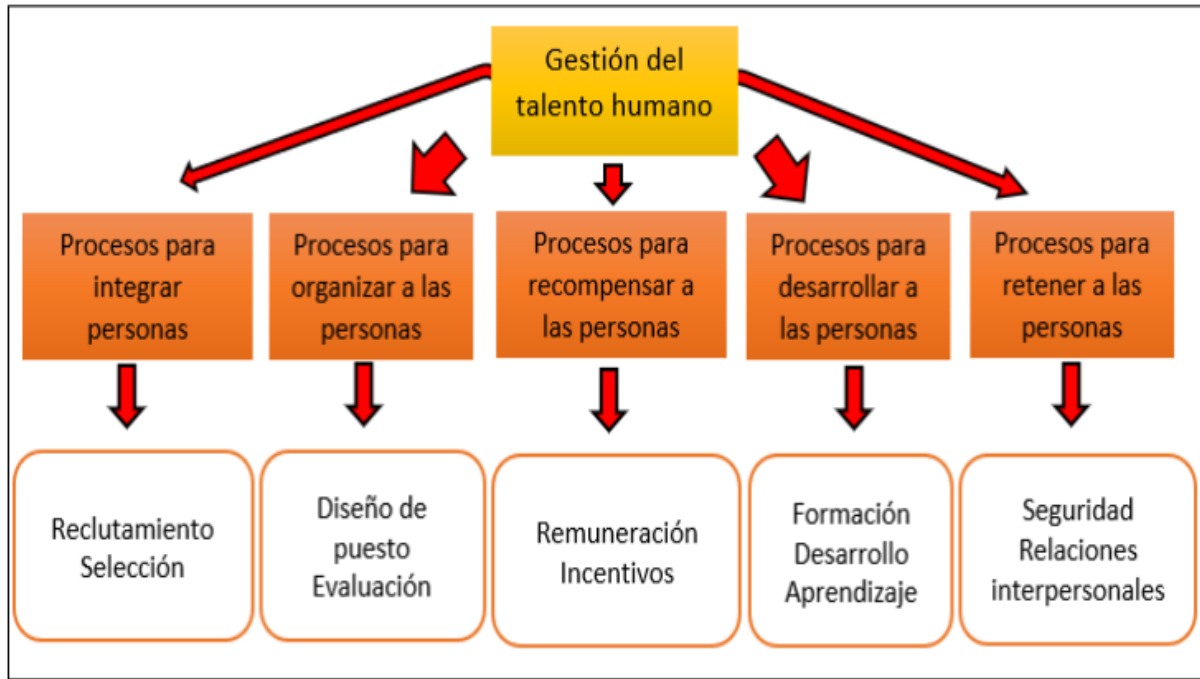 Gestión del
talento humano
Procesos para
integrar
personas
Procesos para
organizar a las
personas
Procesos para
recompensar a
las personas
Procesos para
desarrollar a
las personas
Procesos para
retener a las
personas
Reclutamiento
Selección
Diseño de
puesto
Evaluación
Remuneración
Incentivos
Formación
Desarrollo
Aprendizaje
Seguridad
Relaciones
interpersonales